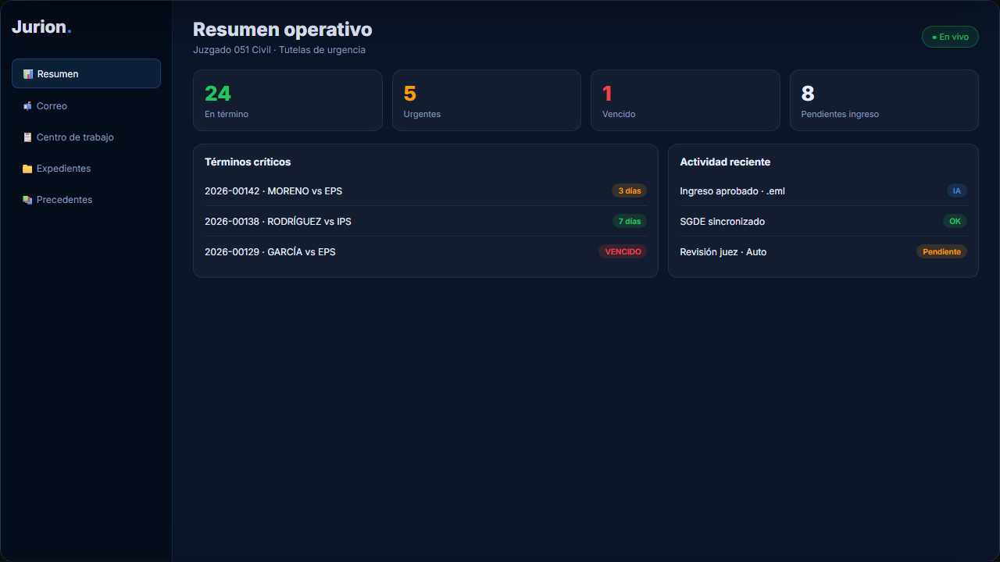 Jurion.
Resumen
Correo
Centro de trabajo
Expedientes
Precedentes
Resumen operativo
Juzgado 051 Civil · Tutelas de urgencia
● En vivo
24
En término
5
Urgentes
1
Vencido
8
Pendientes ingreso
Términos críticos
2026-00142 · MORENO vs EPS 3 días
2026-00138 · RODRÍGUEZ vs IPS 7 días
2026-00129 · GARCÍA vs EPS VENCIDO
Actividad reciente
Ingreso aprobado · .eml IA
SGDE sincronizado OK
Revisión juez · Auto Pendiente